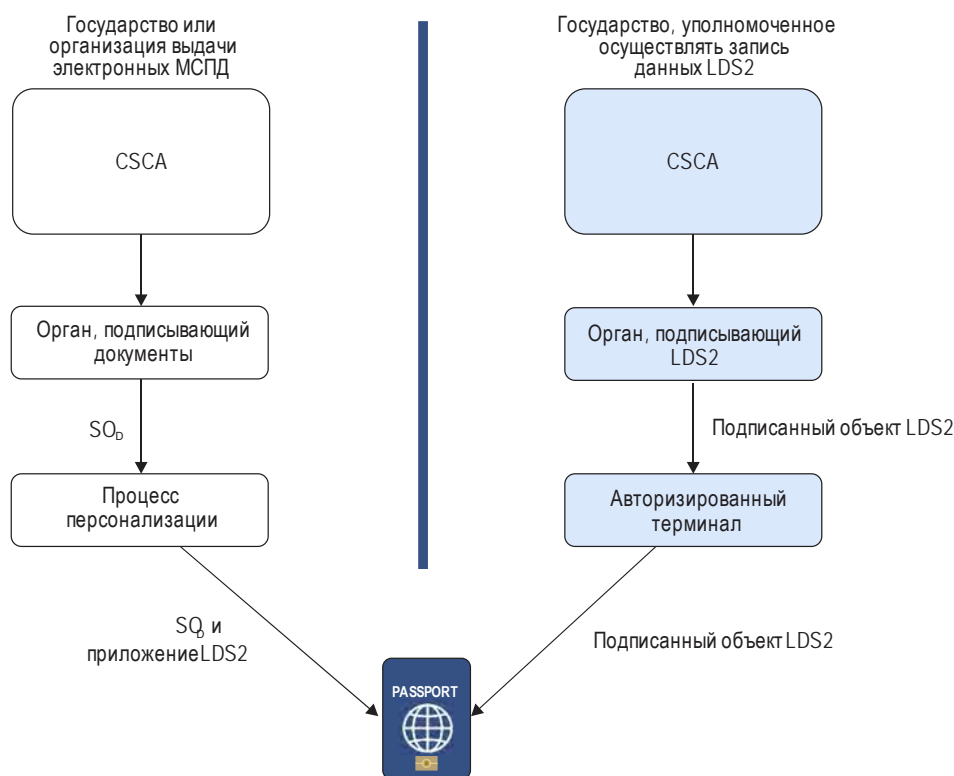 Государство или
организация выдачи
электронных МСПД
CSCA
Орган, подписывающий
документы
SOD
Процесс
персонализации
SOD и
приложение LDS2
Государство, уполномоченное
осуществлять запись
данных LDS2
CSCA
Орган, подписывающий
LDS2
Подписанный объект LDS2
Авторизированный
терминал
Подписанный объект LDS2
PASSPORT